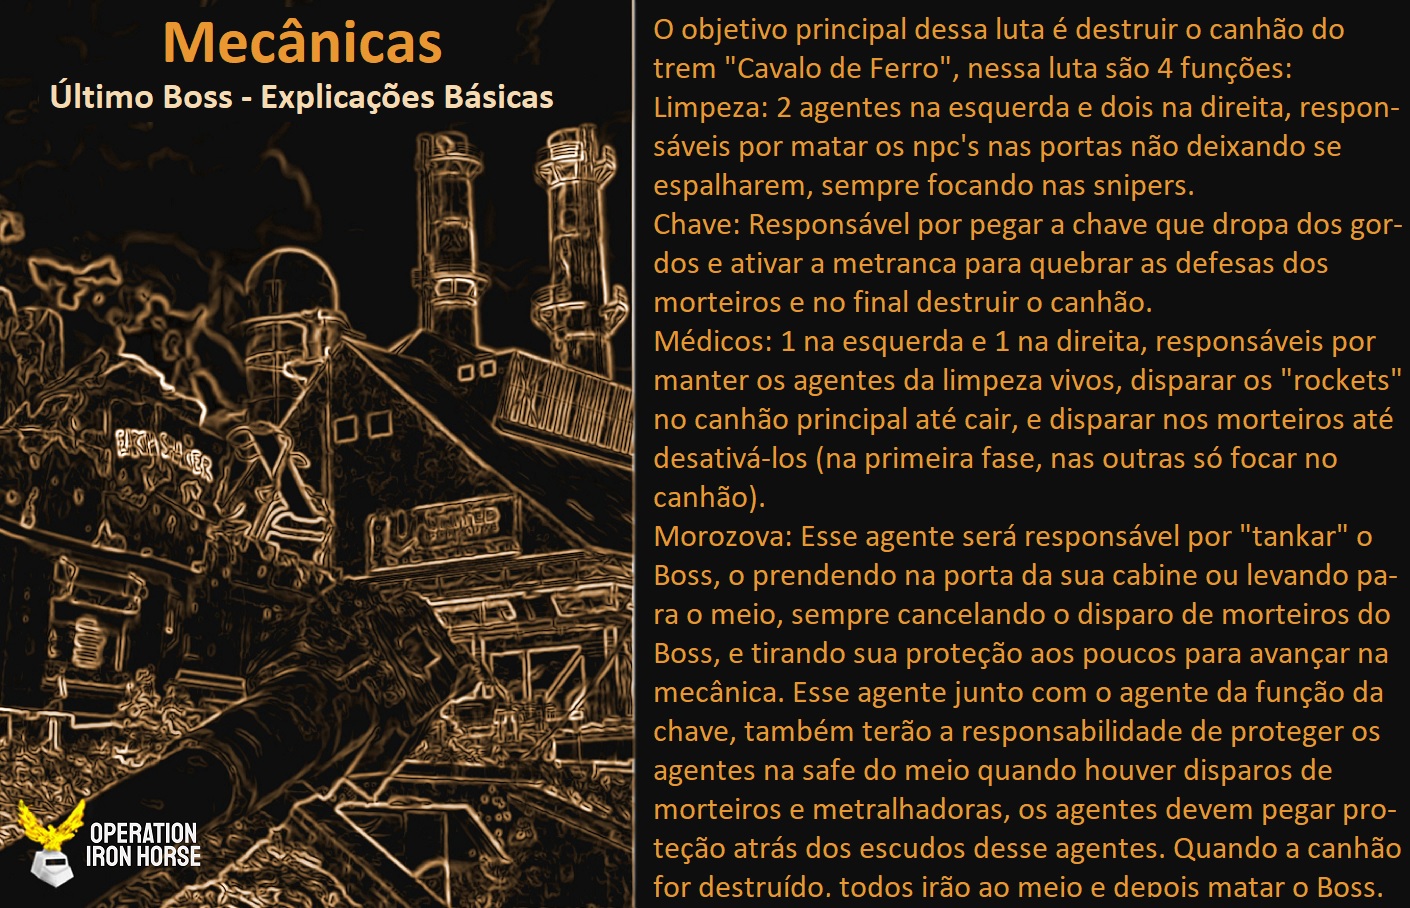 Mecânicas
Último Boss - Explicações Básicas
OPERATION
IRON HORSE
O objetivo principal dessa luta é destruir o canhão do
trem "Cavalo de Ferro", nessa luta são 4 funções:
Limpeza: 2 agentes na esquerda e dois na direita, respon-
sáveis por matar os npc's nas portas não deixando se
espalharem, sempre focando nas snipers.
Chave: Responsável por pegar a chave que dropa dos gor-
dos e ativar a metranca para quebrar as defesas dos
morteiros e no final destruir o canhão.
Médicos: 1 na esquerda e 1 na direita, responsáveis por
manter os agentes da limpeza vivos, disparar os "rockets"
no canhão principal até cair, e disparar nos morteiros até
desativá-los (na primeira fase, nas outras só focar no
canhão).
Morozova: Esse agente será responsável por "tankar" o
Boss, o prendendo na porta da sua cabine ou levando pa-
ra o meio, sempre cancelando o disparo de morteiros do
Boss, e tirando sua proteção aos poucos para avançar na
mecânica. Esse agente junto com o agente da função da
chave, também terão a responsabilidade de proteger os
agentes na safe do meio quando houver disparos de
morteiros e metralhadoras, os agentes devem pegar pro-
teção atrás dos escudos desse agentes. Quando a canhão
for destruído, todos irão ao meio e depois matar o Boss.